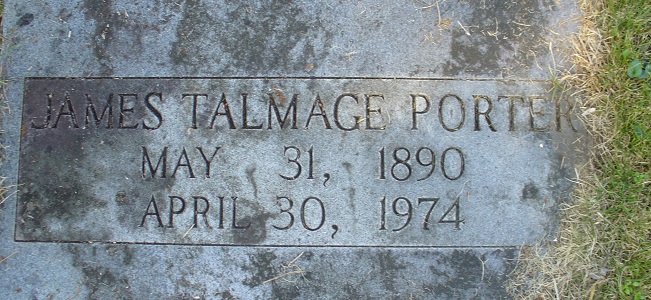 JAMES TALMAGE PORTER
MAY 31, 1890
APRIL 30, 1974